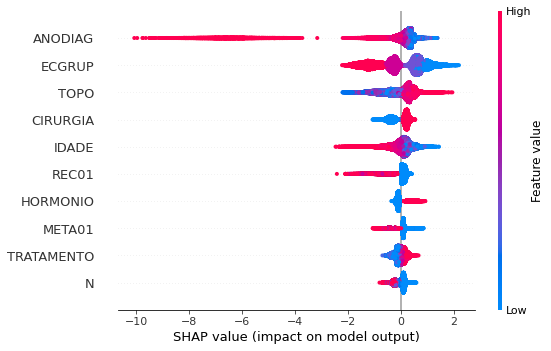 High
ANODIAG
ECGRUP
TOPO
CIRURGIA
IDADE
REC01
HORMONIO
META01
TRATAMENTO
N
Feature value
Low
−10 −8 −6 −4 −2 0 2
SHAP value (impact on model output)